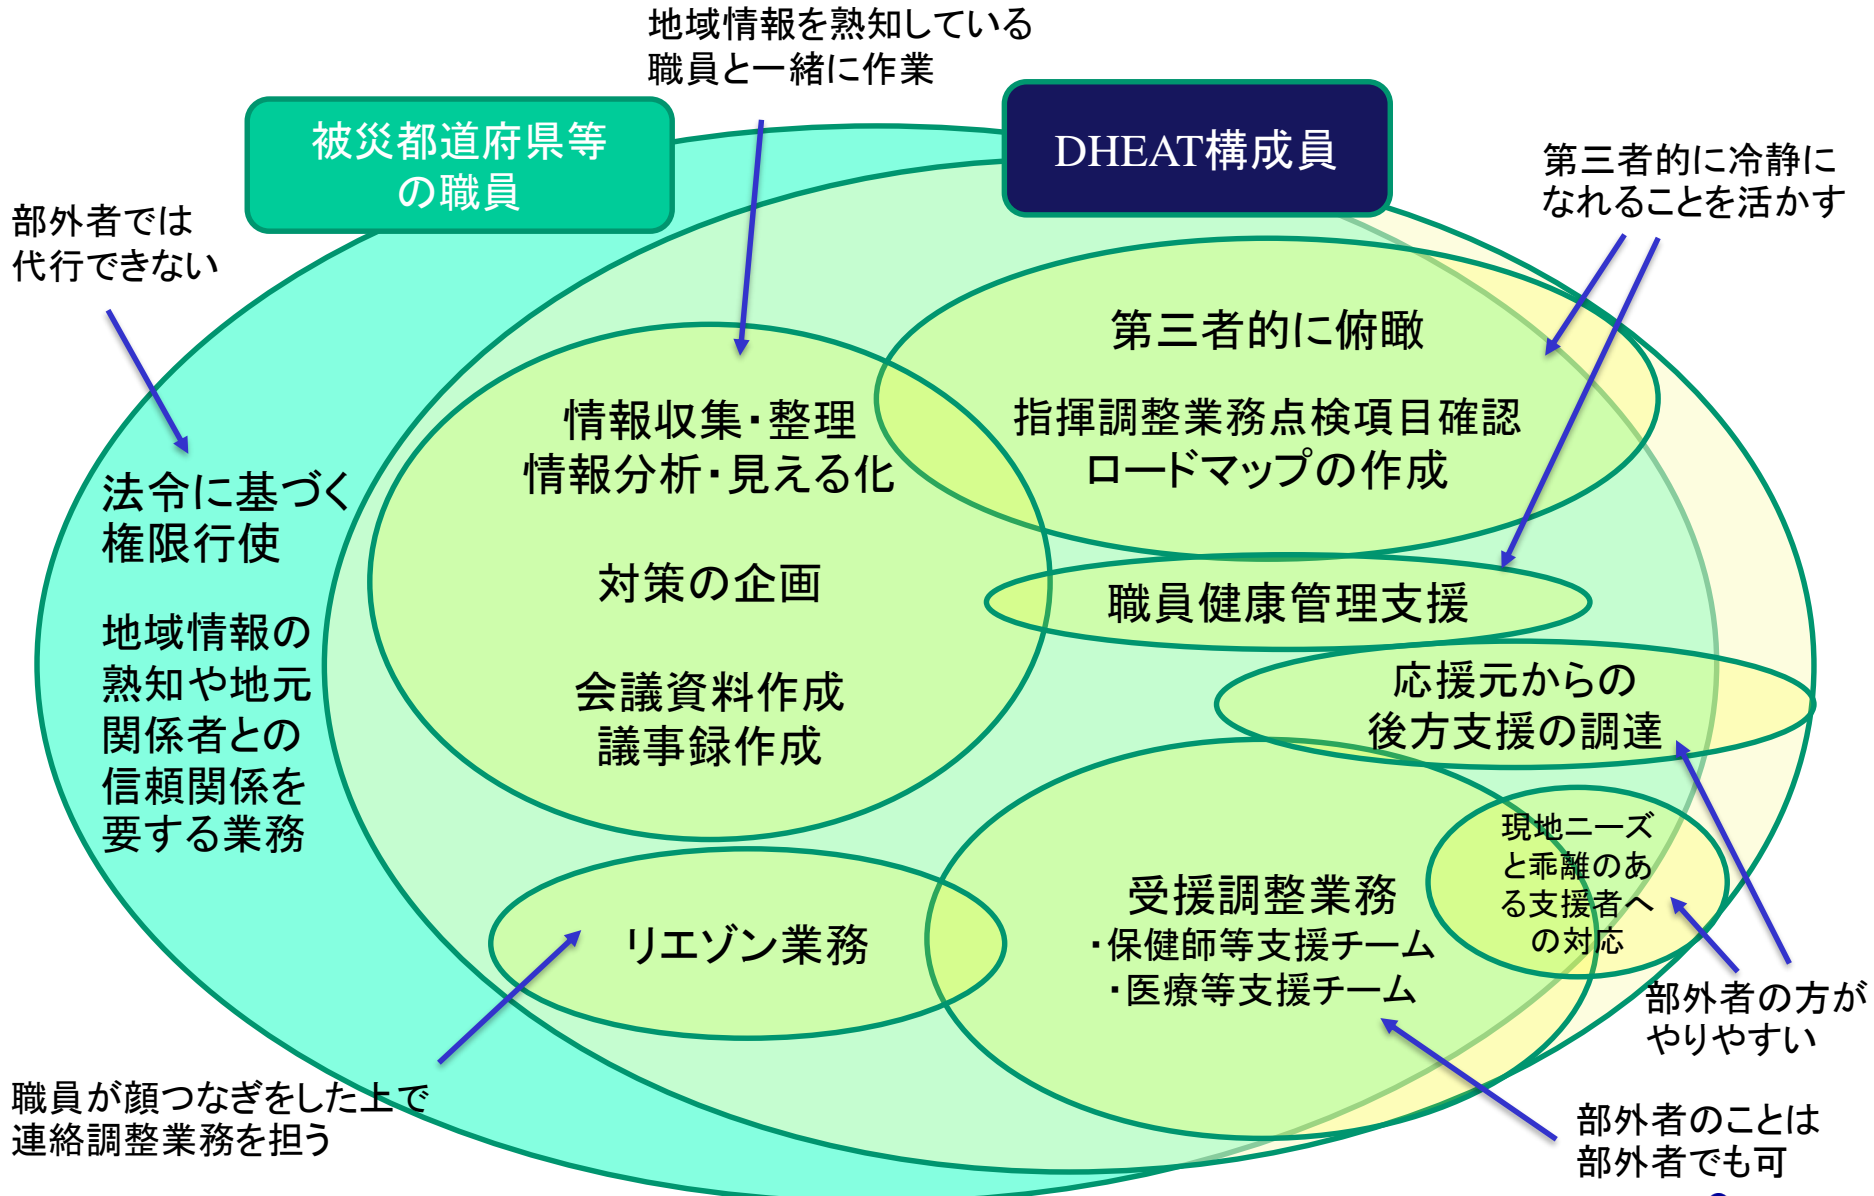 地域情報を熟知している
職員と一緒に作業
被災都道府県等
の職員
DHEAT構成員
第三者的に冷静に
なれることを活かす
部外者では
代行できない
第三者的に俯瞰
指揮調整業務点検項目確認
ロードマップの作成
情報収集・整理
情報分析・見える化
対策の企画
会議資料作成
議事録作成
法令に基づく
権限行使
地域情報の
熟知や地元
関係者との
信頼関係を
要する業務
職員健康管理支援
応援元からの
後方支援の調達
現地ニーズ
と乖離のあ
る支援者へ
の対応
受援調整業務
・保健師等支援チーム
・医療等支援チーム
リエゾン業務
部外者の方が
やりやすい
職員が顔つなぎをした上で
連絡調整業務を担う
部外者のことは
部外者でも可